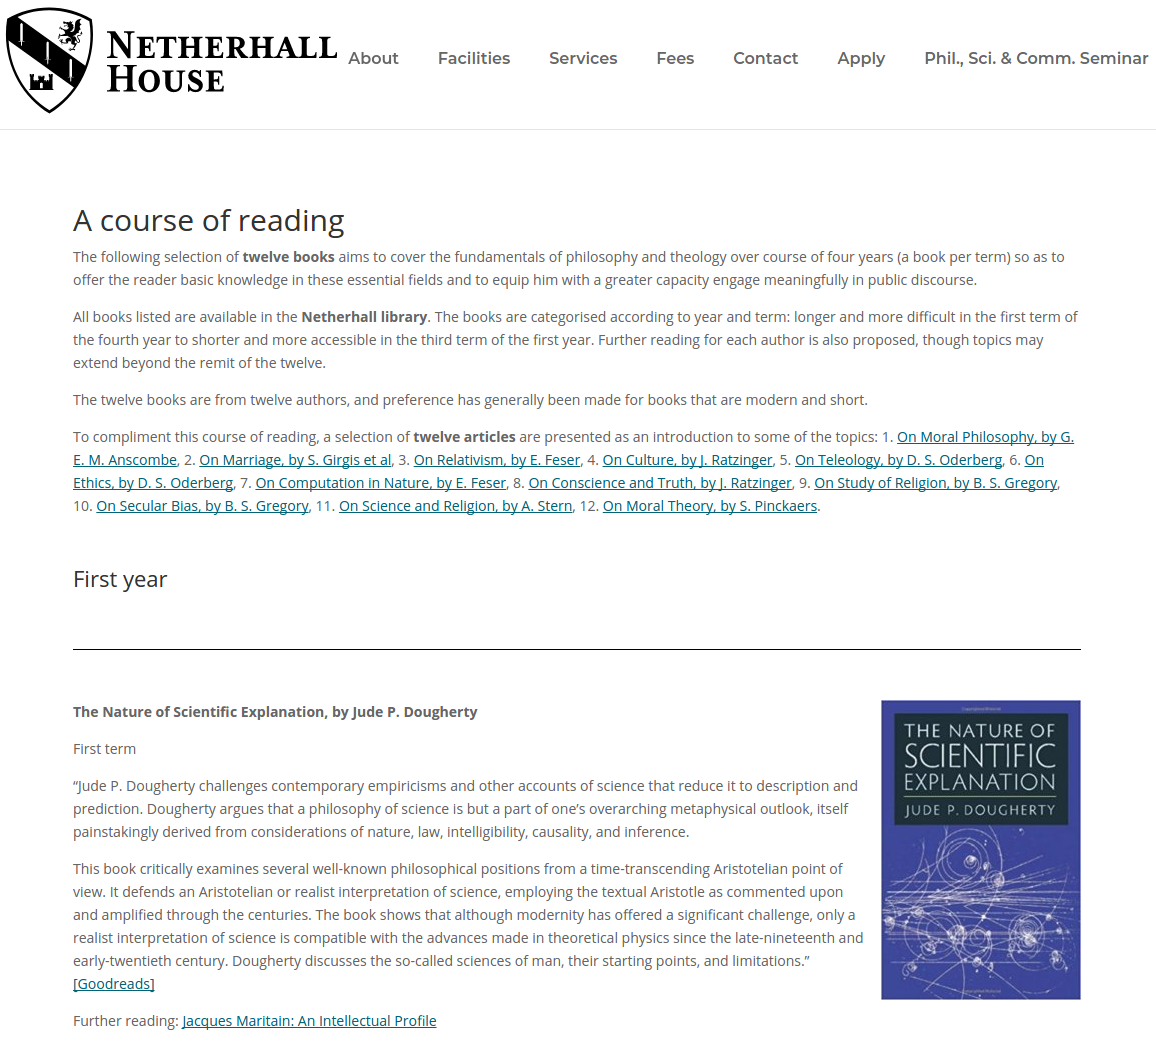 NETHERHALL
HOUSE
About Facilities Services Fees Contact Apply Phil., Sci. & Comm. Seminar
A course of reading
The following selection of twelve books aims to cover the fundamentals of philosophy and theology over course of four years (a book per term) so as to
offer the reader basic knowledge in these essential fields and to equip him with a greater capacity engage meaningfully in public discourse.
All books listed are available in the Netherhall library. The books are categorised according to year and term: longer and more difficult in the first term of
the fourth year to shorter and more accessible in the third term of the first year. Further reading for each author is also proposed, though topics may
extend beyond the remit of the twelve.
The twelve books are from twelve authors, and preference has generally been made for books that are modern and short.
To compliment this course of reading, a selection of twelve articles are presented as an introduction to some of the topics: 1. On Moral Philosophy, by G.
E. M. Anscombe, 2. On Marriage, by S. Girgis et al, 3. On Relativism, by E. Feser, 4. On Culture, by J. Ratzinger, 5. On Teleology, by D. S. Oderberg, 6. On
Ethics, by D. S. Oderberg, 7. On Computation in Nature, by E. Feser, 8. On Conscience and Truth, by J. Ratzinger, 9. On Study of Religion, by B. S. Gregory,
10. On Secular Bias, by B. S. Gregory, 11. On Science and Religion, by A. Stern, 12. On Moral Theory, by S. Pinckaers.
First year
The Nature of Scientific Explanation, by Jude P. Dougherty
First term
“Jude P. Dougherty challenges contemporary empiricisms and other accounts of science that reduce it to description and
prediction. Dougherty argues that a philosophy of science is but a part of one’s overarching metaphysical outlook, itself
painstakingly derived from considerations of nature, law, intelligibility, causality, and inference.
This book critically examines several well-known philosophical positions from a time-transcending Aristotelian point of
view. It defends an Aristotelian or realist interpretation of science, employing the textual Aristotle as commented upon
and amplified through the centuries. The book shows that although modernity has offered a significant challenge, only a
realist interpretation of science is compatible with the advances made in theoretical physics since the late-nineteenth and
early-twentieth century. Dougherty discusses the so-called sciences of man, their starting points, and limitations.”
[Goodreads]
Further reading: Jacques Maritain: An Intellectual Profile
THE NATURE OF
SCIENTIFIC
EXPLANATION
JUDE P. DOUGHERTY